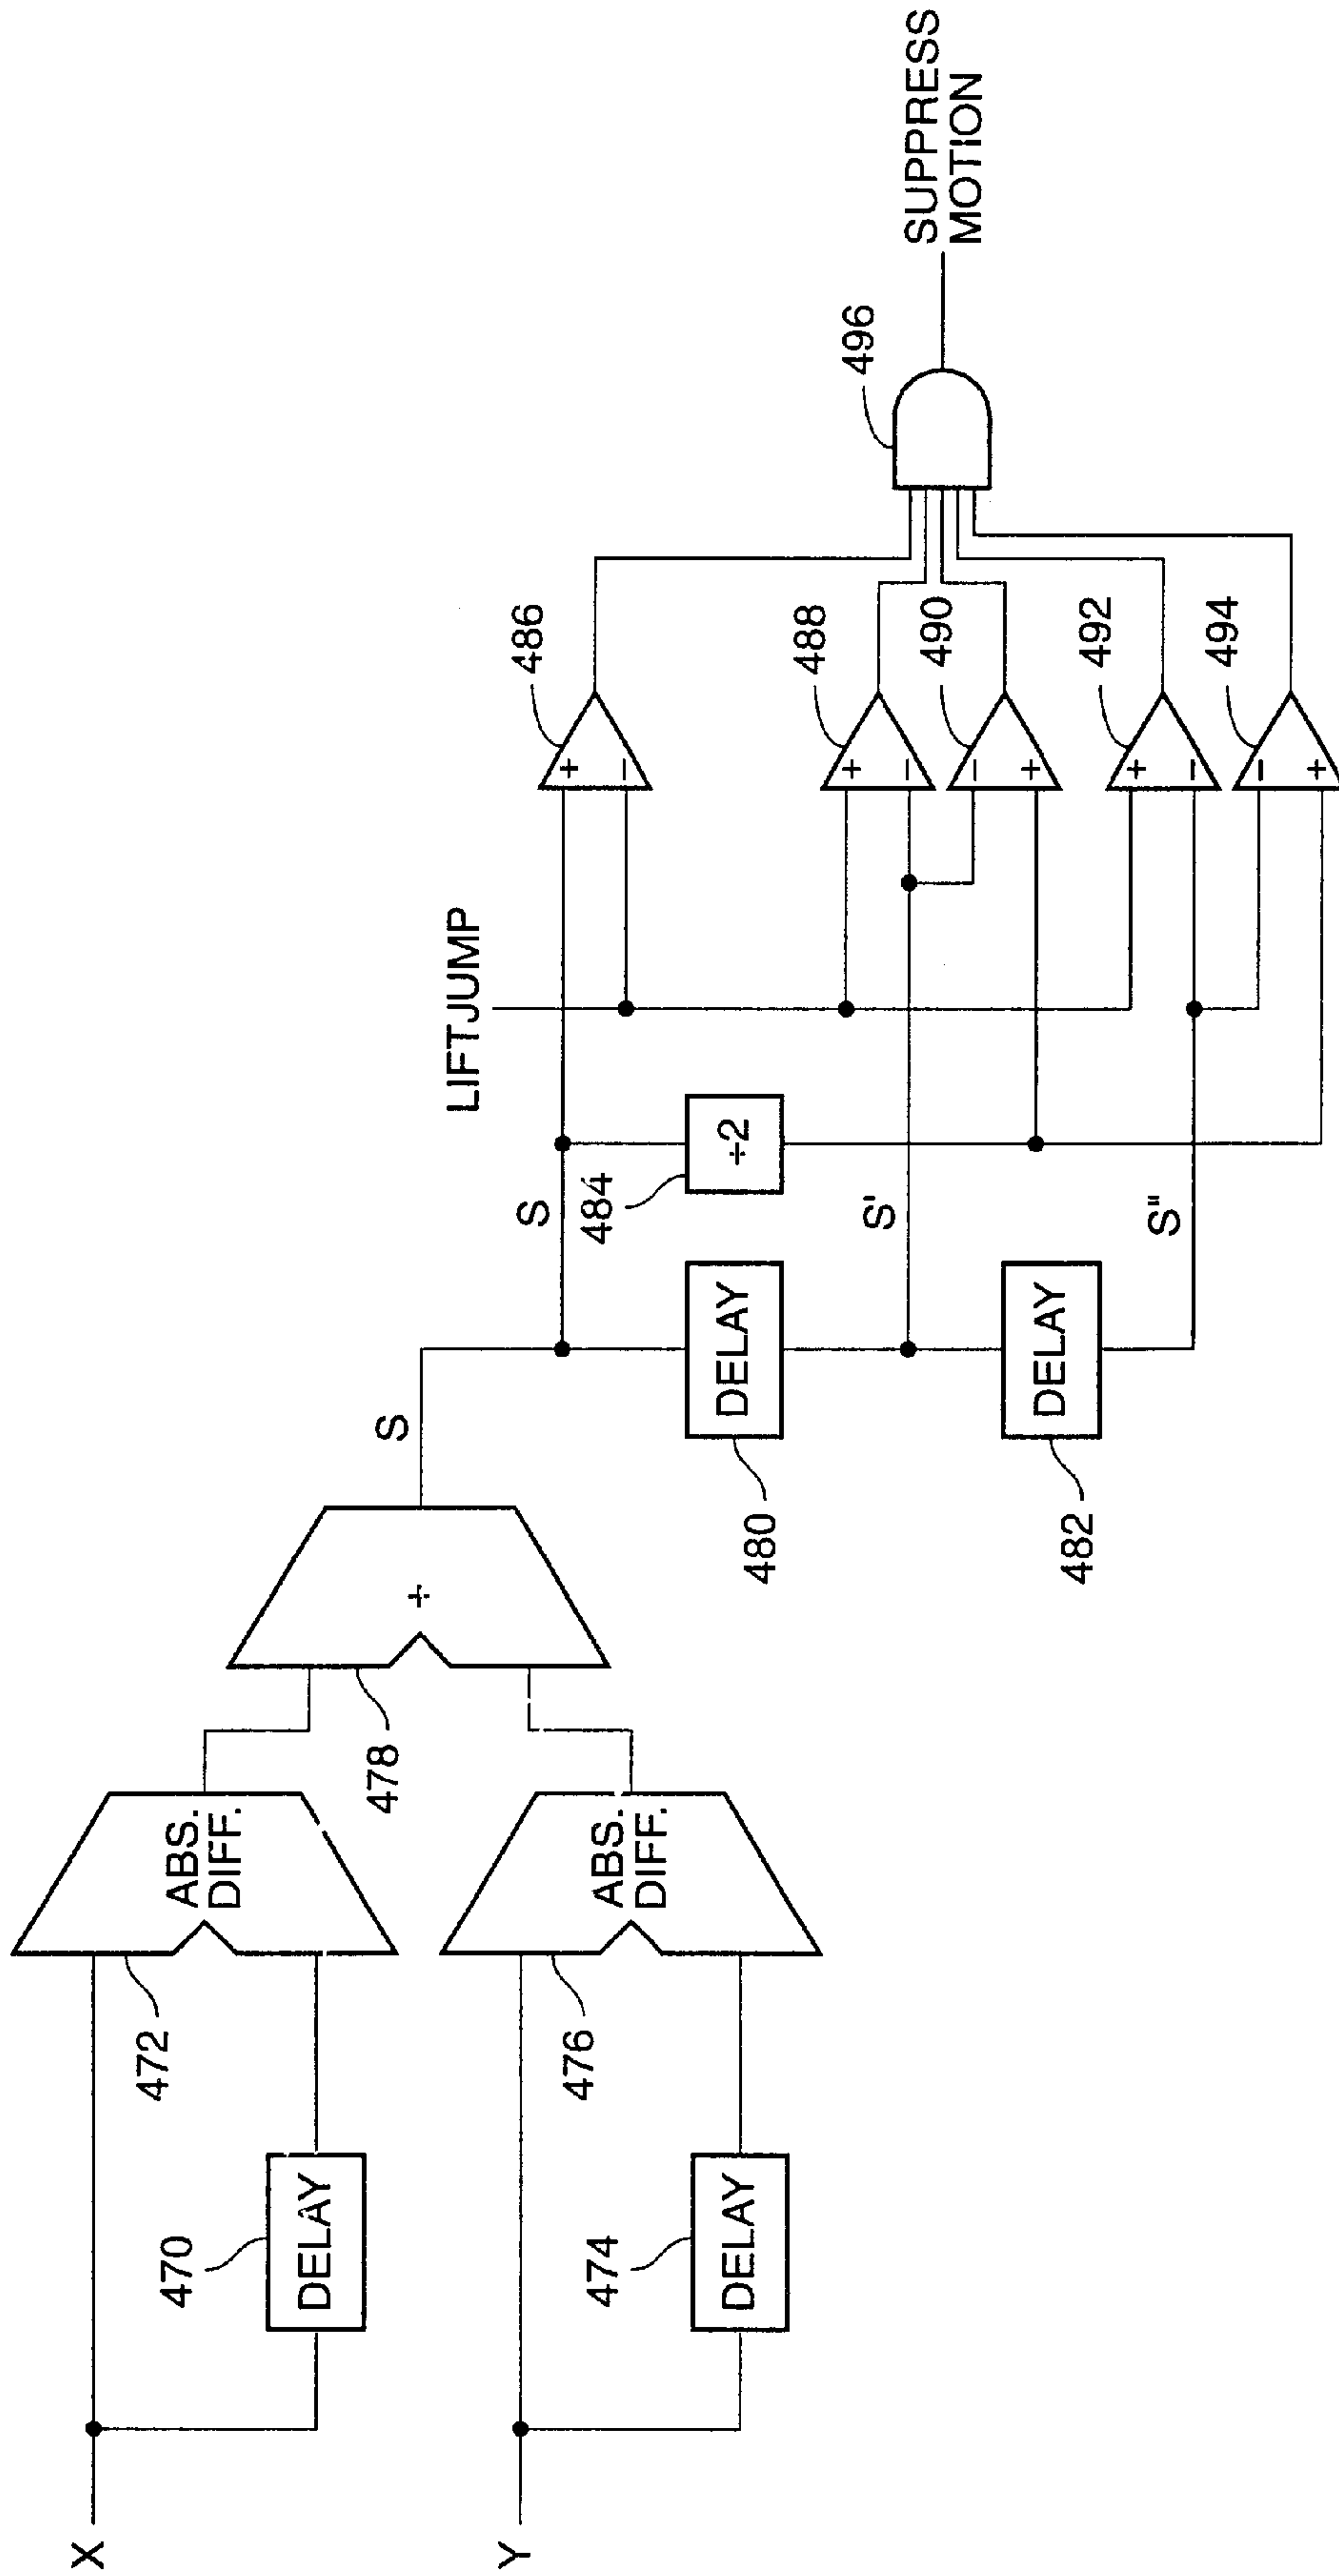 X
470
DELAY
472
ABS.
DIFF.
Y
474
DELAY
476
ABS.
DIFF.
478
÷
S
480
DELAY
482
DELAY
S
484
÷2
S'
S"
LIFTJUMP
+
−
486
+
−
488
−
+
490
+
−
492
−
+
494
496
SUPPRESS
MOTION